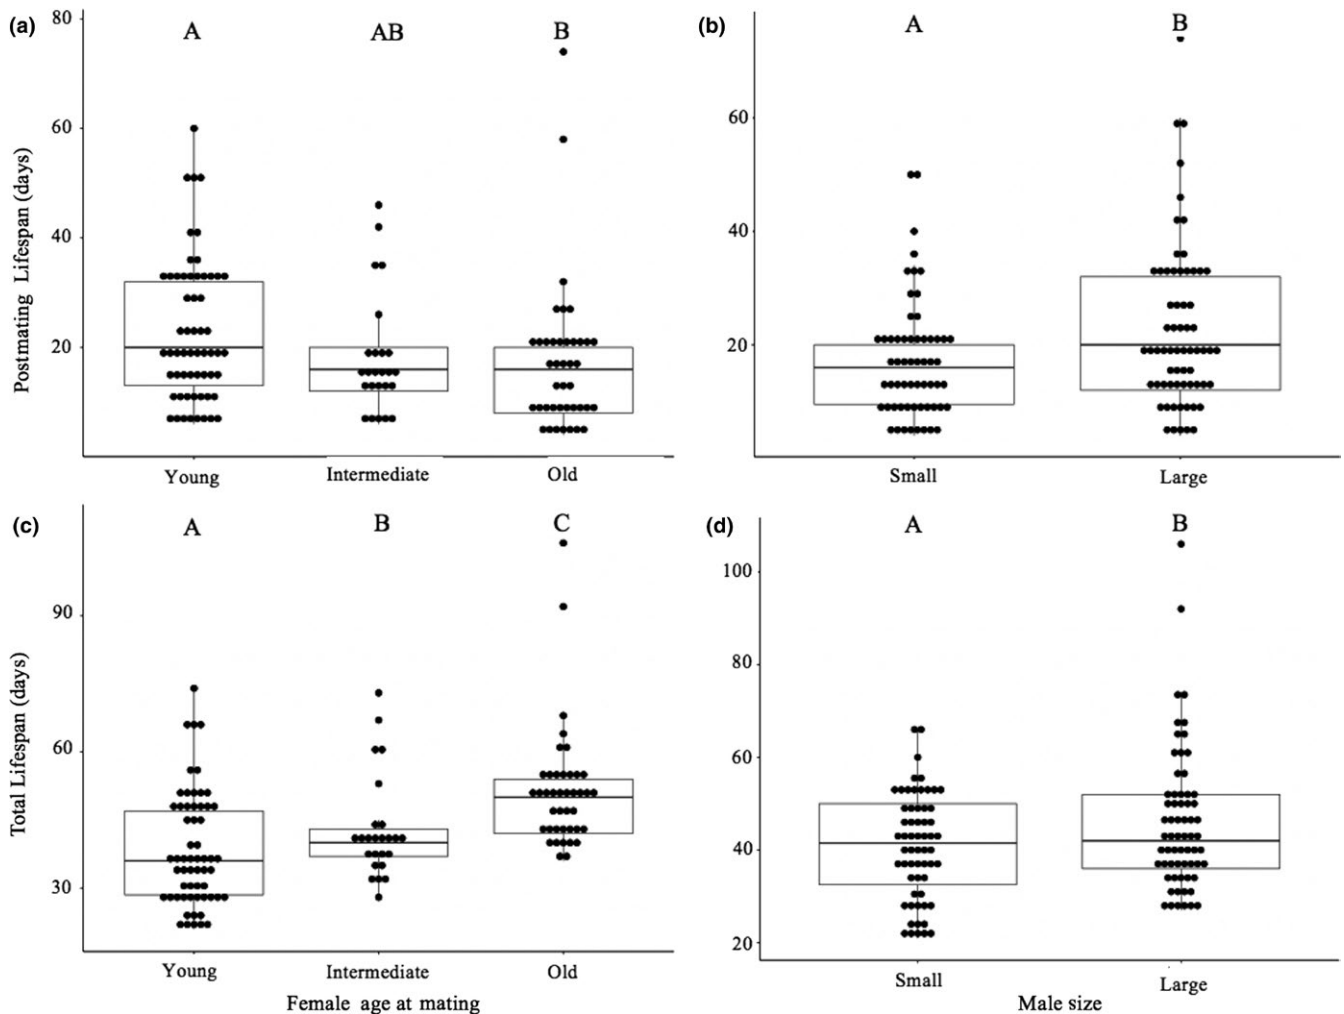 (a)
A
AB
B
80
60
40
20
Postmating Lifespan (days)
Young
Intermediate
Old
(b)
A
B
60
40
20
Small
Large
(c)
A
B
C
90
60
30
Total Lifespan (days)
Young
Intermediate
Old
Female age at mating
(d)
A
B
100
80
60
40
20
Small
Large
Male size